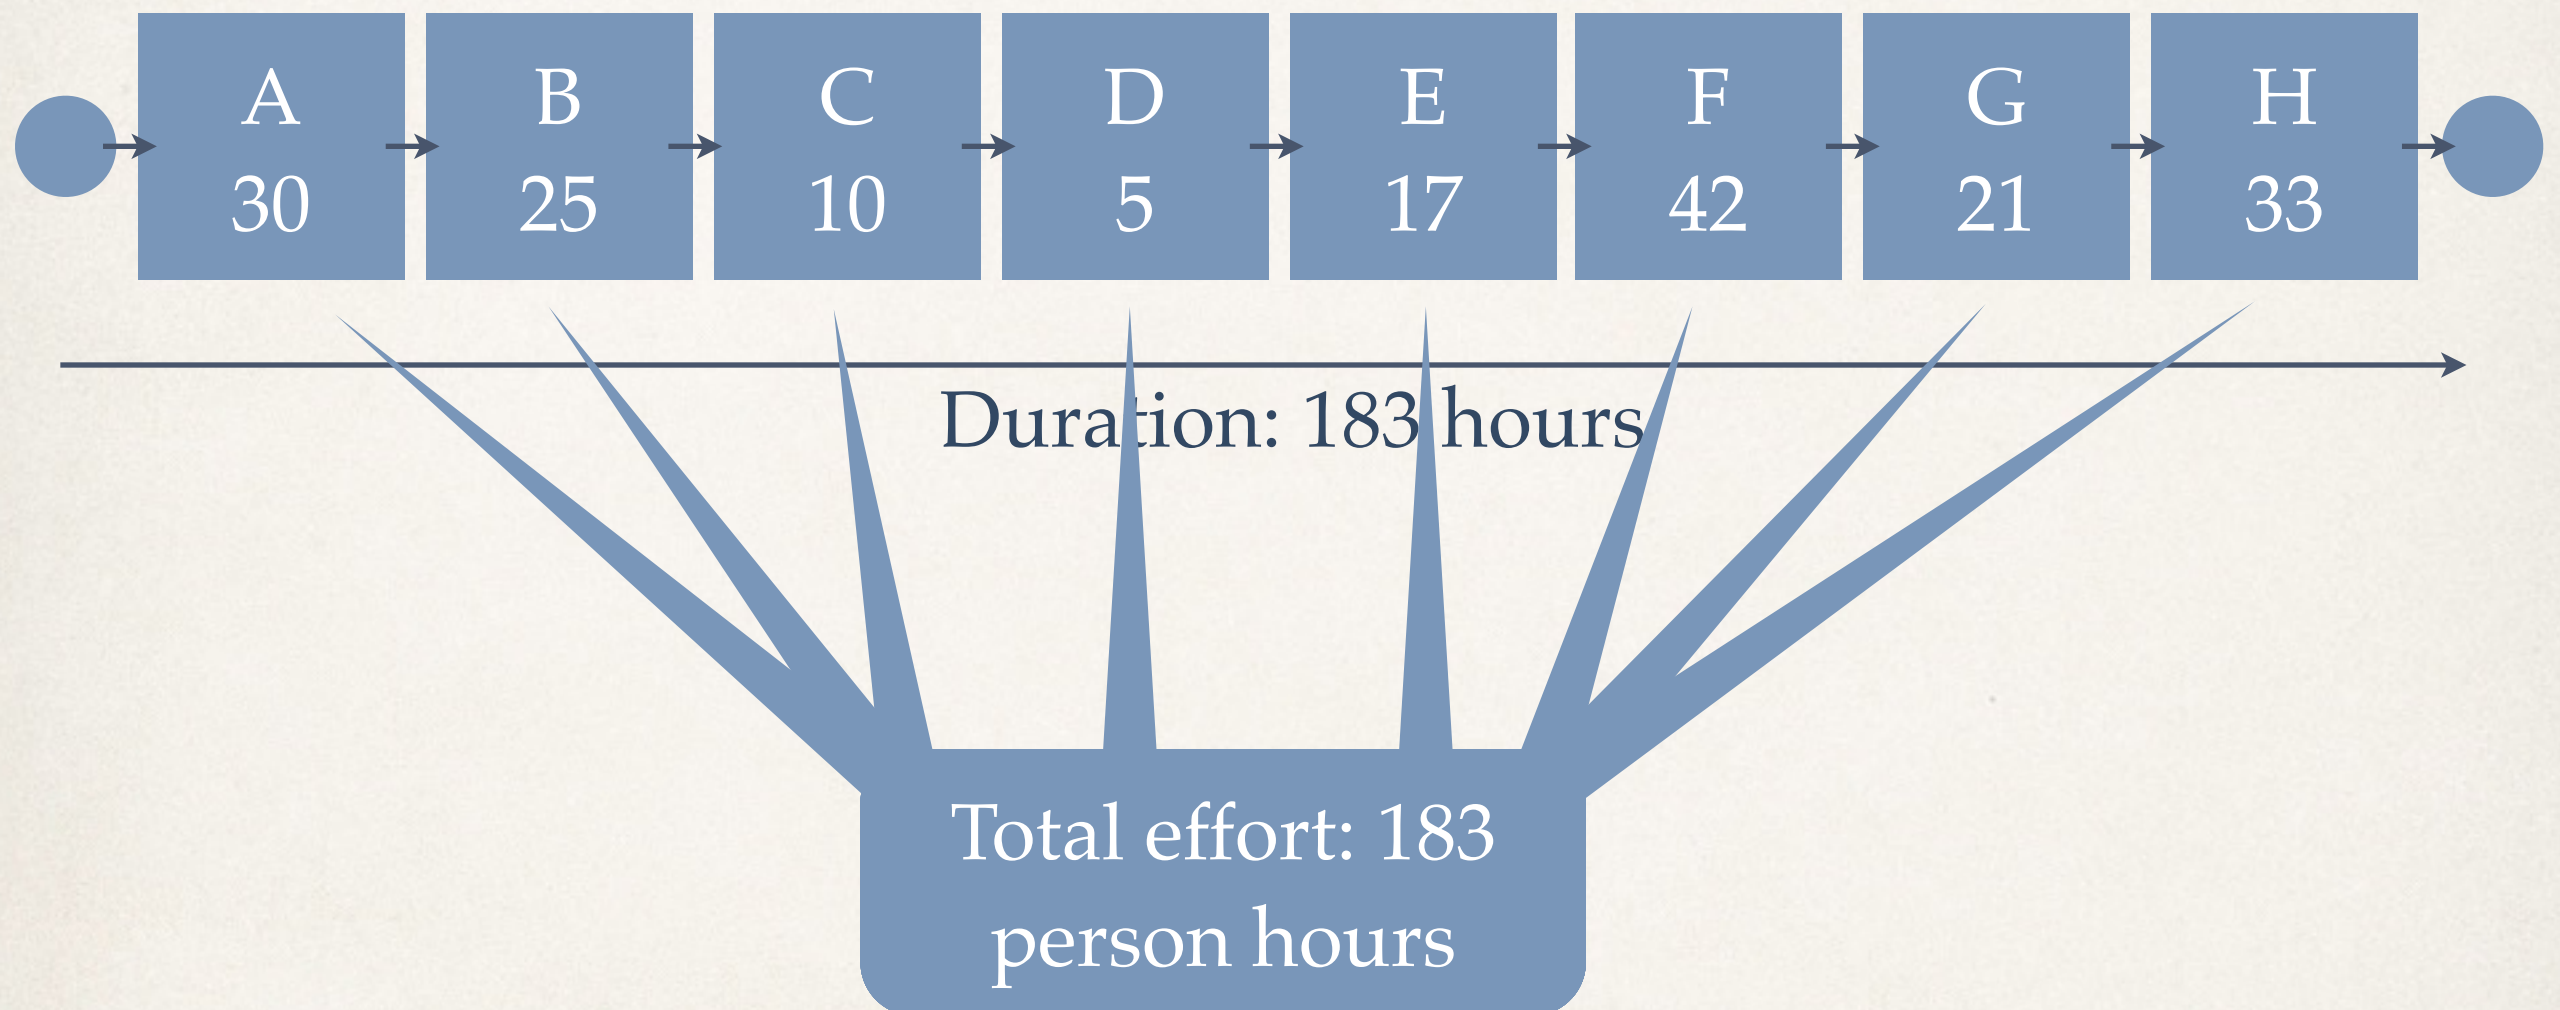 A
30
B
25
C
10
D
5
E
17
F
42
G
21
H
33
Duration: 183 hours
Total effort: 183
person hours